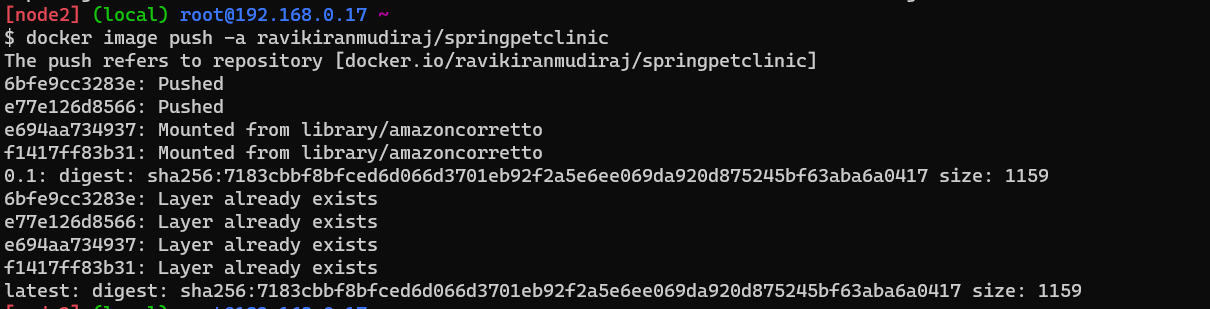 [node2] (local) root@192.168.0.17 ~
$ docker image push -a ravikiranmudiraj/springpetclinic
The push refers to repository [docker.io/ravikiranmudiraj/springpetclinic]
6bfe9cc3283e: Pushed
e77e126d8566: Pushed
e694aa734937: Mounted from library/amazoncorretto
f1417ff83b31: Mounted from library/amazoncorretto
0.1: digest: sha256:7183cbbf8bfced6d066d3701eb92f2a5e6ee069da920d875245bf63aba6a0417 size: 1159
6bfe9cc3283e: Layer already exists
e77e126d8566: Layer already exists
e694aa734937: Layer already exists
f1417ff83b31: Layer already exists
latest: digest: sha256:7183cbbf8bfced6d066d3701eb92f2a5e6ee069da920d875245bf63aba6a0417 size: 1159